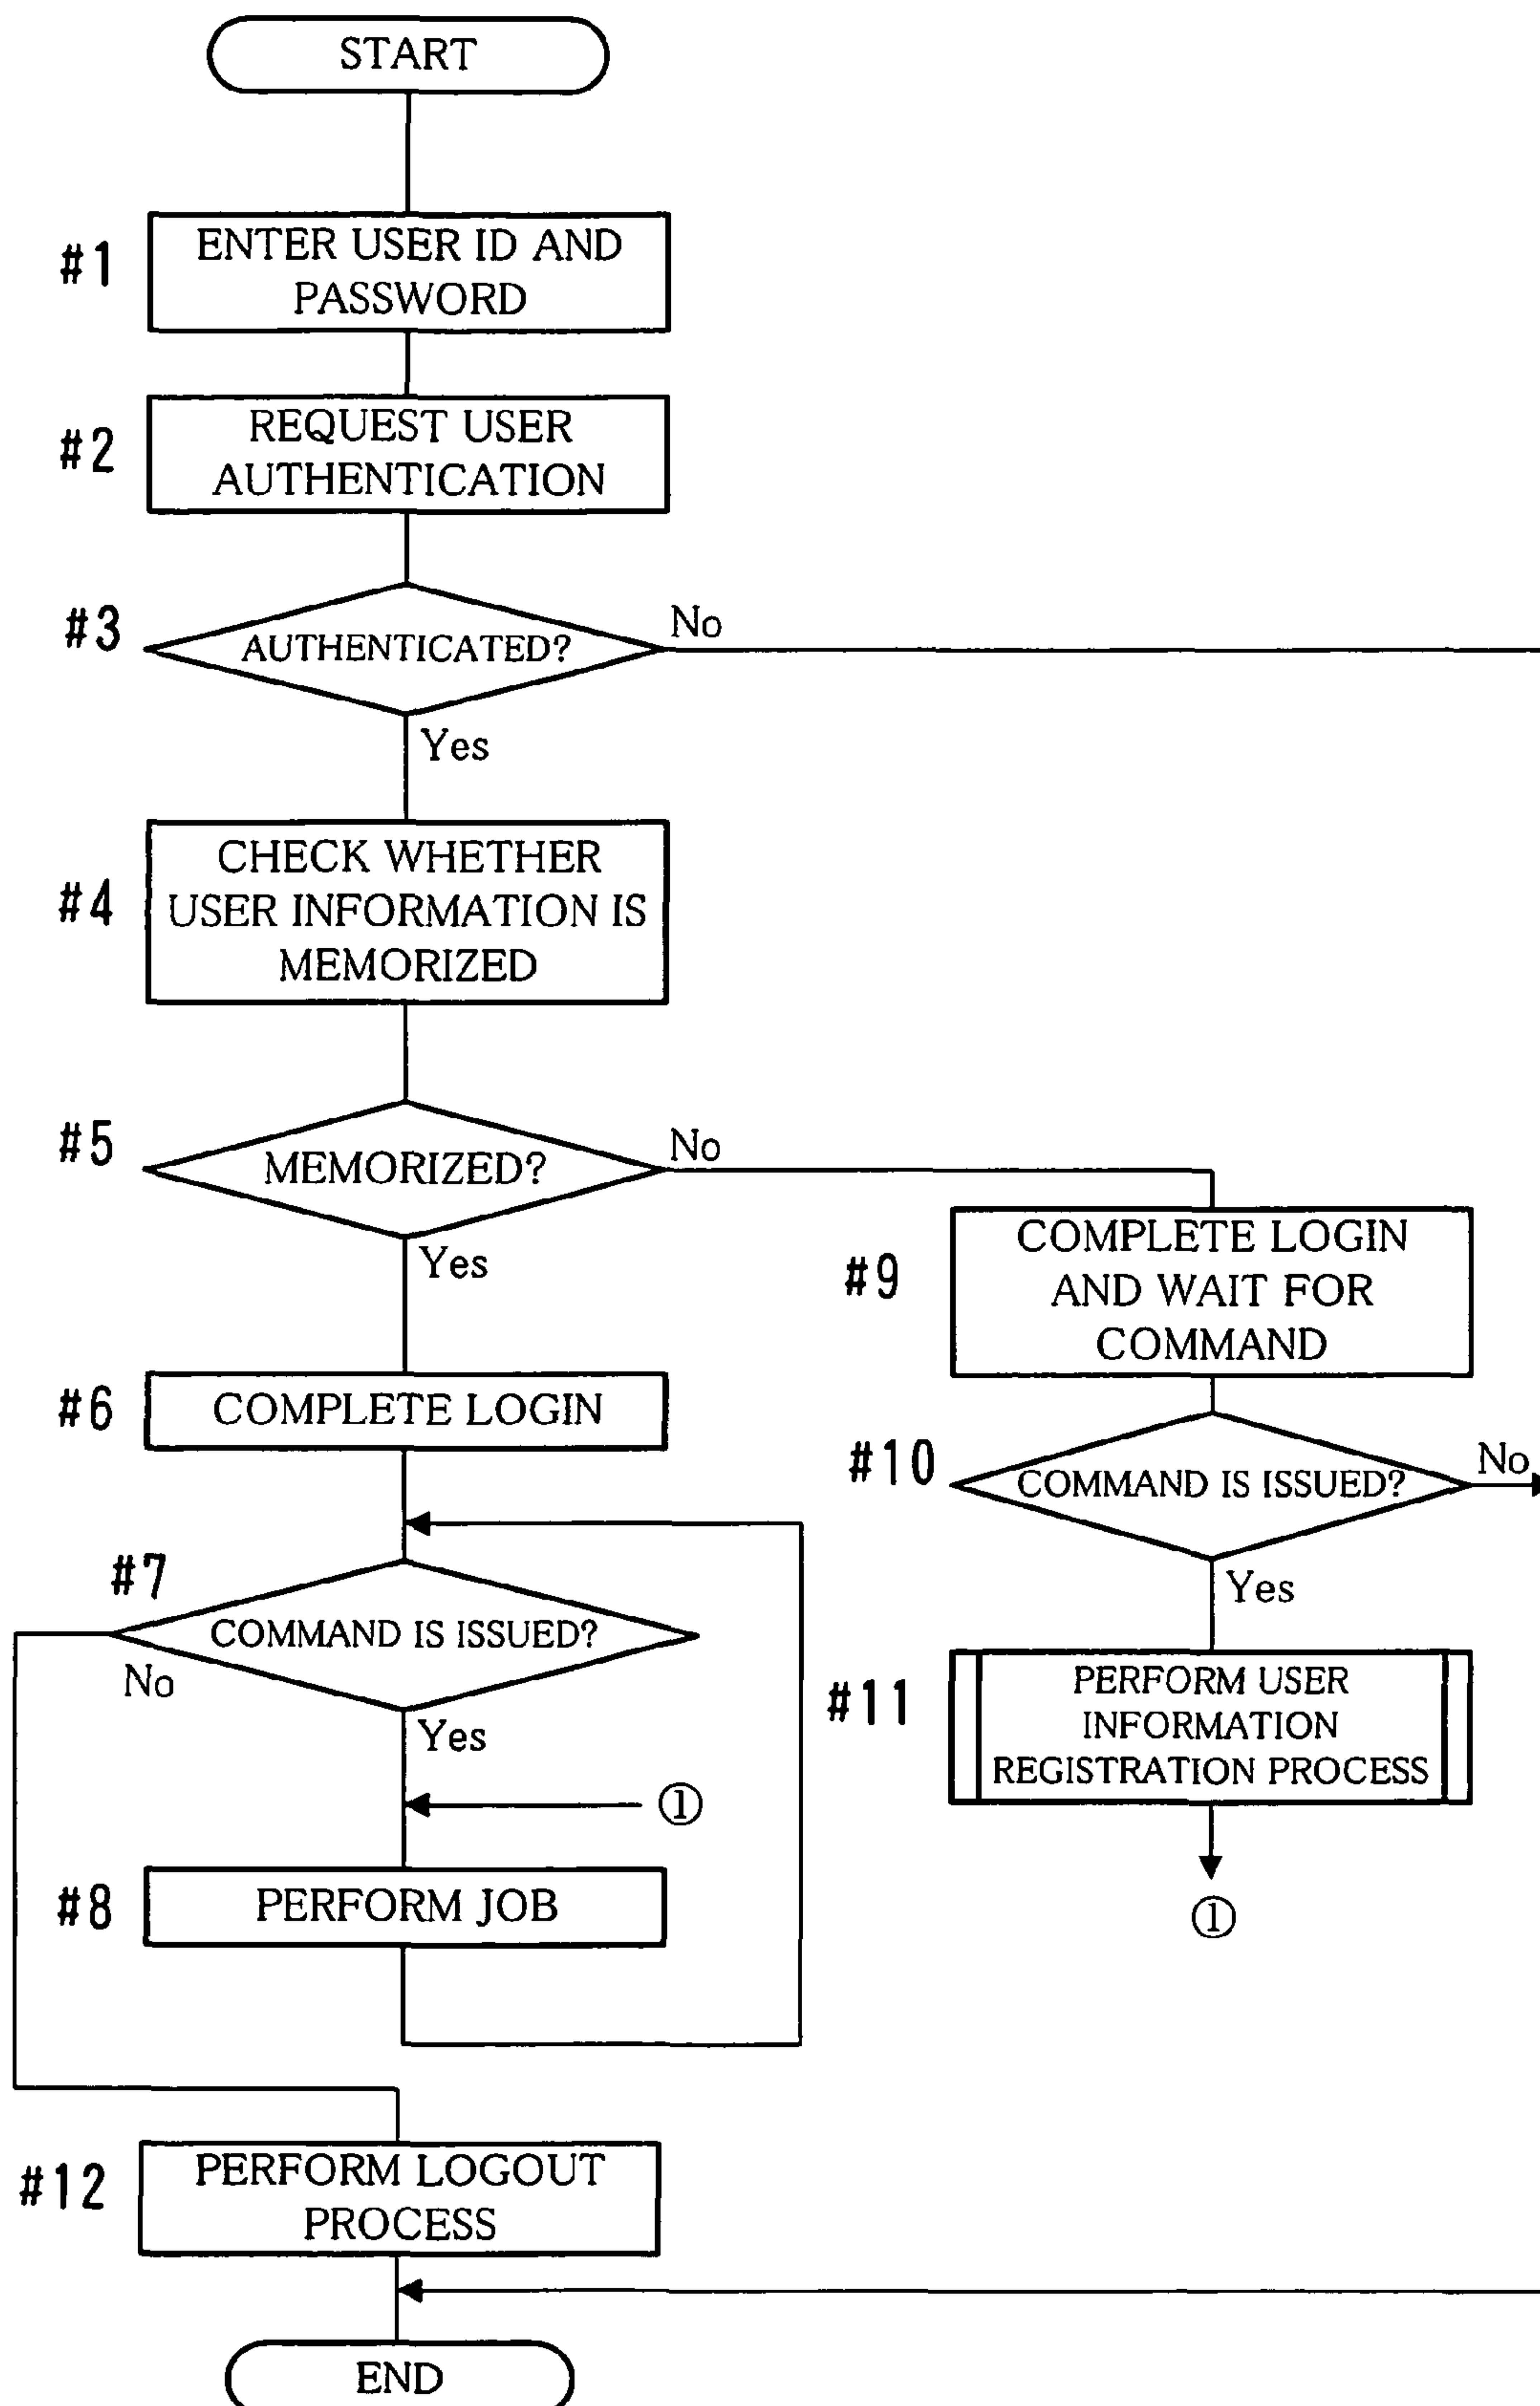 START
#1
ENTER USER ID AND
PASSWORD
#2
REQUEST USER
AUTHENTICATION
#3
AUTHENTICATED?
No
Yes
#4
CHECK WHETHER
USER INFORMATION IS
MEMORIZED
#5
MEMORIZED?
No
Yes
#9
COMPLETE LOGIN
AND WAIT FOR
COMMAND
#6
COMPLETE LOGIN
#10
COMMAND IS ISSUED?
No
Yes
#7
COMMAND IS ISSUED?
No
Yes
#11
PERFORM USER
INFORMATION
REGISTRATION PROCESS
①
①
#8
PERFORM JOB
#12
PERFORM LOGOUT
PROCESS
END